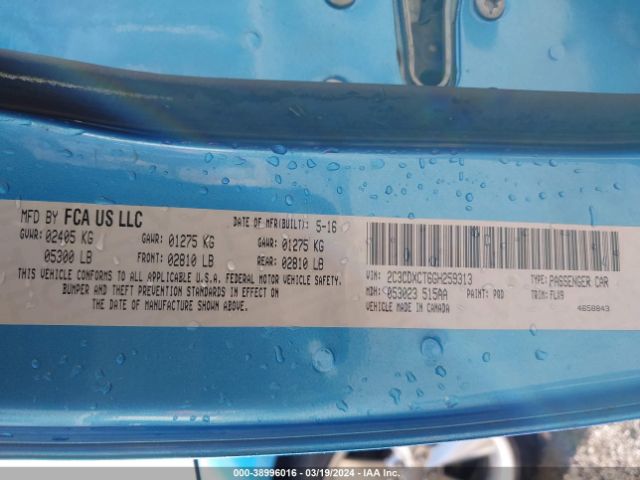 MFD BY FCA US LLC DATE OF MFR(BUILT): 5-16
GVWR: 02405 KG GAWR: 01275 KG GAWR: 01275 KG
05300 LB FRONT: 02810 LB REAR: 02810 LB
THIS VEHICLE CONFORMS TO ALL APPLICABLE U.S.A. FEDERAL MOTOR VEHICLE SAFETY,
BUMPER AND THEFT PREVENTION STANDARDS IN EFFECT
ON THE DATE OF MANUFACTURE SHOWN ABOVE.
VIN: 2C3CDXCT6GH259313 TYPE: PASSENGER CAR
MDH: 053023 515AA PAINT: PQD TRIM: FLX9
VEHICLE MADE IN CANADA 4658843
000-38996016 - 03/19/2024 - IAA Inc.